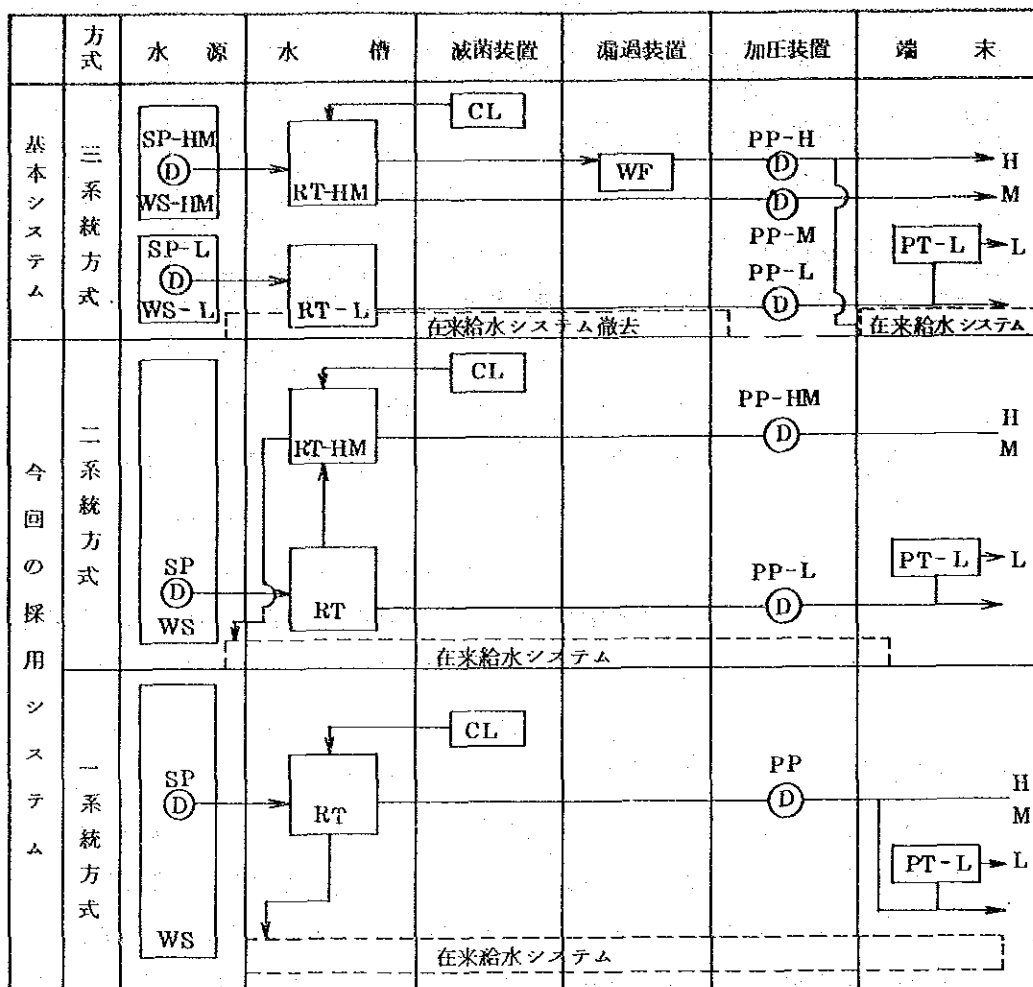 方式
水源
水槽
滅菌装置
濾過装置
加圧装置
端末
基本システム
三系統方式
SP-HM
D
WS-HM
SP-L
D
WS-L
RT-HM
RT-L
CL
WF
PP-H
D
D
PP-M
PP-L
D
H
M
PT-L
L
在来給水システム撤去
在来給水システム
今回の採用システム
二系統方式
SP
D
WS
RT-HM
RT
CL
PP-HM
D
PP-L
D
H
M
PT-L
L
在来給水システム
一系統方式
SP
D
WS
RT
CL
PP
D
H
M
PT-L
L
在来給水システム